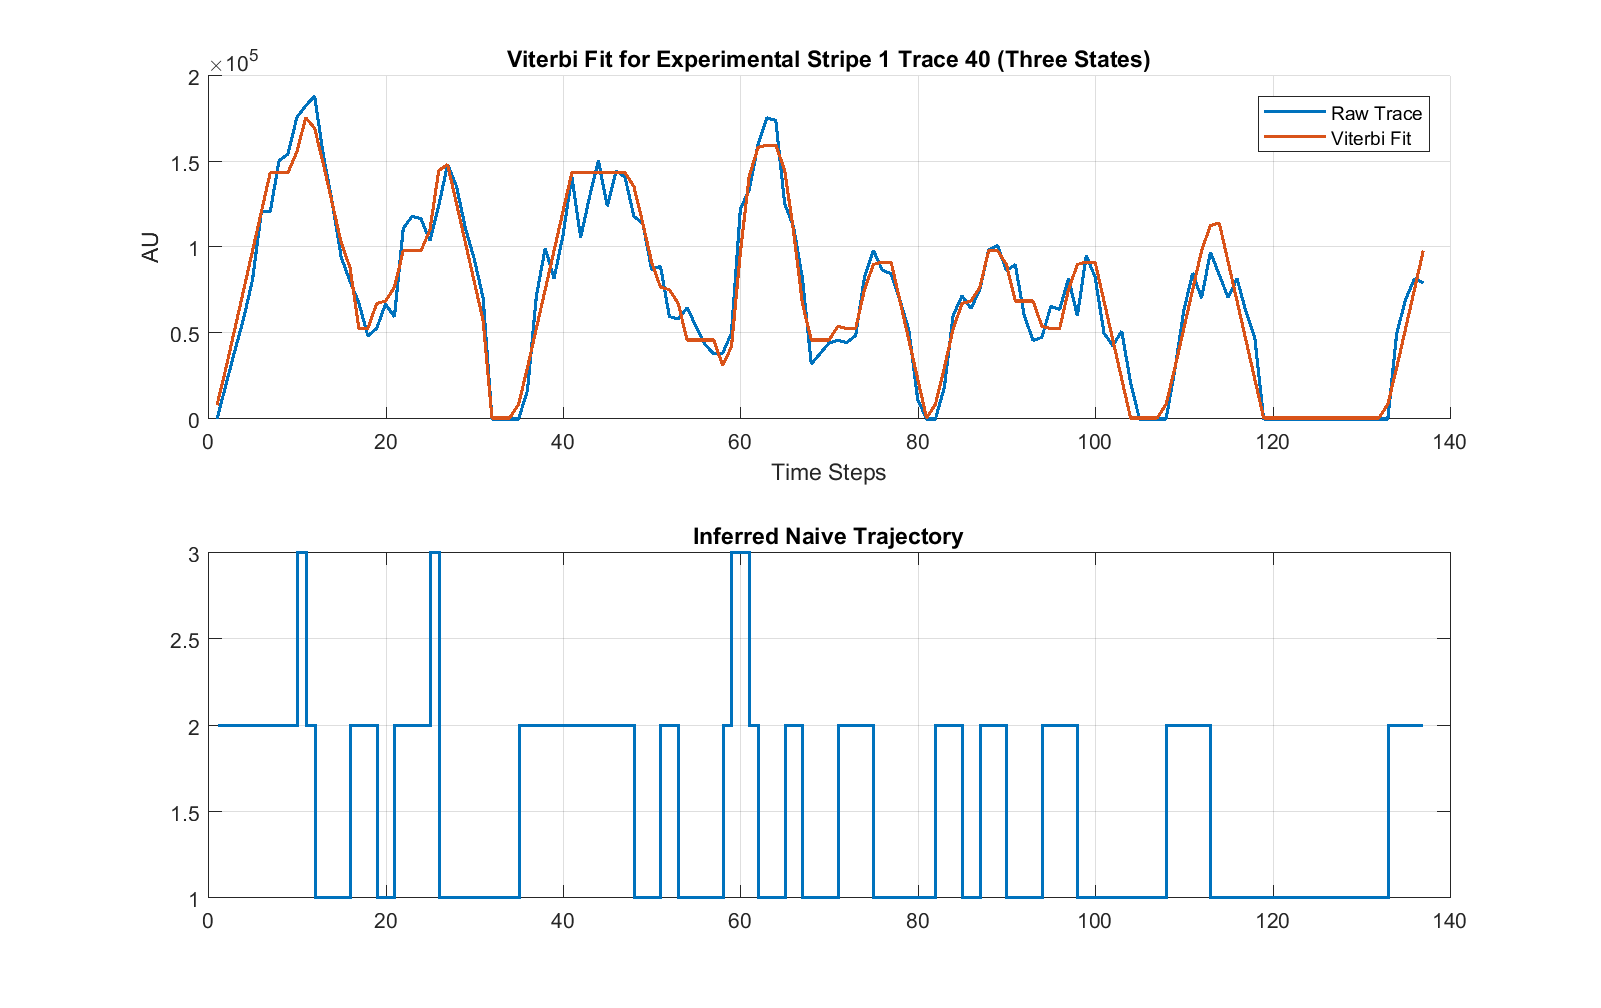 Viterbi Fit for Experimental Stripe 1 Trace 40 (Three States)
×10⁵
2
1.5
1
0.5
0
AU
Raw Trace
Viterbi Fit
0 20 40 60 80 100 120 140
Time Steps
Inferred Naive Trajectory
3
2.5
2
1.5
1
0 20 40 60 80 100 120 140